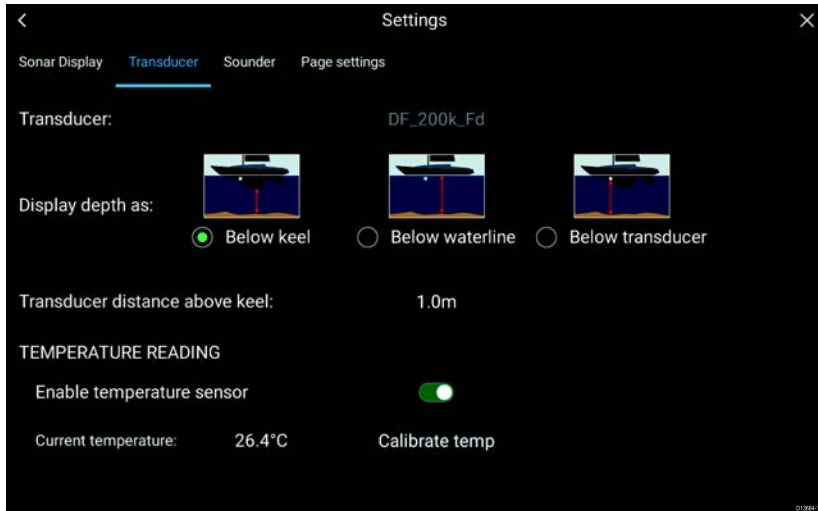 Settings
Sonar Display Transducer Sounder Page settings
Transducer: DF_200k_Fd
Display depth as:
Below keel Below waterline Below transducer
Transducer distance above keel: 1.0m
TEMPERATURE READING
Enable temperature sensor
Current temperature: 26.4°C Calibrate temp